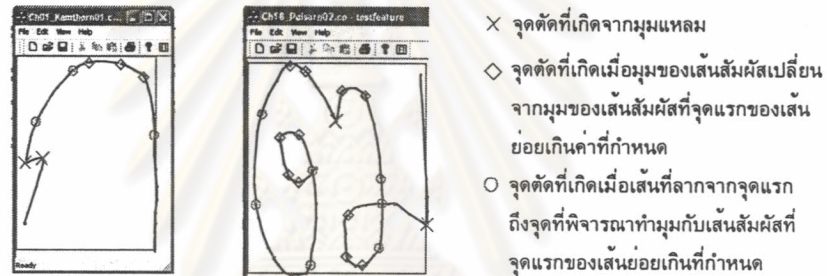 Ch01_Kamthorn01.c...
File Edit View Help
Ready
Ch16_Paisarn02.co - testfeature
File Edit View Help
จุดตัดที่เกิดจากมุมแหลม
จุดตัดที่เกิดเมื่อมุมของเส้นสัมผัสเปลี่ยน
จากมุมของเส้นสัมผัสที่จุดแรกของเส้น
ย่อยเกินค่าที่กำหนด
จุดตัดที่เกิดเมื่อเส้นที่ลากจากจุดแรก
ถึงจุดที่พิจารณาทำมุมกับเส้นสัมผัสที่
จุดแรกของเส้นย่อยเกินที่กำหนด